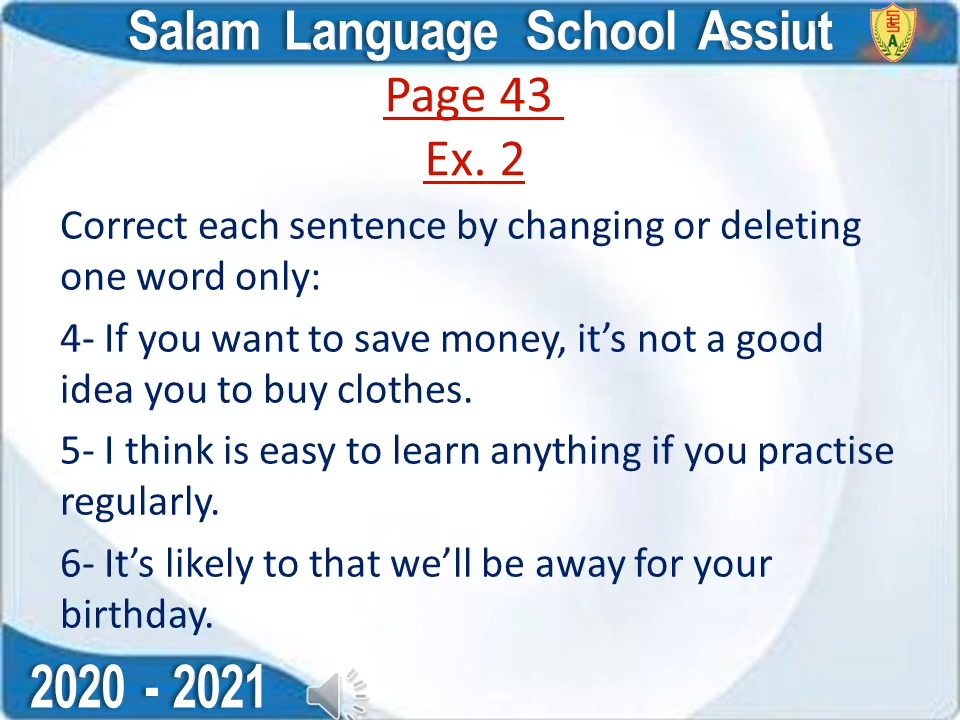 Salam Language School Assiut
Page 43
Ex. 2
Correct each sentence by changing or deleting
one word only:
4- If you want to save money, it’s not a good
idea you to buy clothes.
5- I think is easy to learn anything if you practise
regularly.
6- It’s likely to that we’ll be away for your
birthday.
2020 - 2021